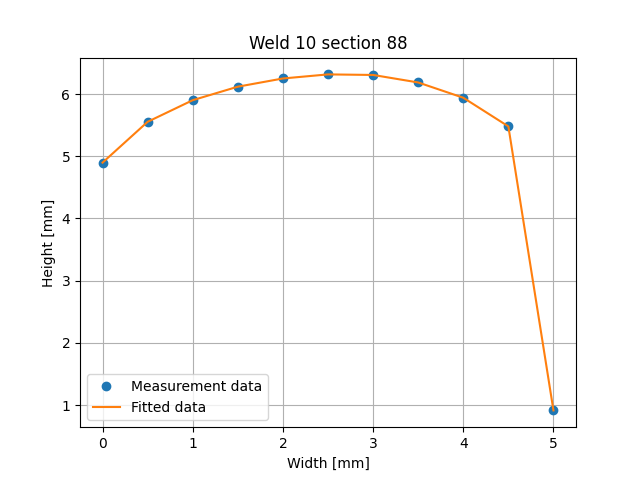 Weld 10 section 88
Height [mm]
6
5
4
3
2
1
Measurement data
Fitted data
0
1
2
3
4
5
Width [mm]